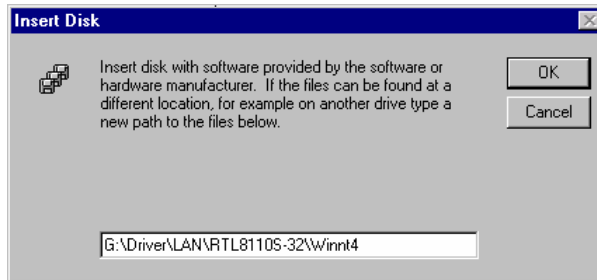 Insert Disk
Insert disk with software provided by the software or
hardware manufacturer. If the files can be found at a
different location, for example on another drive type a
new path to the files below.
OK
Cancel
G:\Driver\LAN\RTL8110S-32\Winnt4